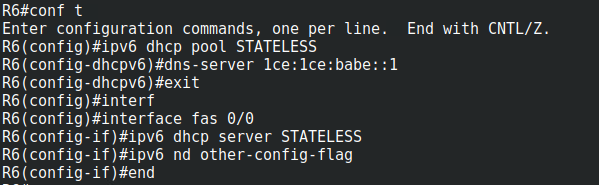 R6#conf t
Enter configuration commands, one per line.  End with CNTL/Z.
R6(config)#ipv6 dhcp pool STATELESS
R6(config-dhcpv6)#dns-server 1ce:1ce:babe::1
R6(config-dhcpv6)#exit
R6(config)#interf
R6(config)#interface fas 0/0
R6(config-if)#ipv6 dhcp server STATELESS
R6(config-if)#ipv6 nd other-config-flag
R6(config-if)#end
R6#